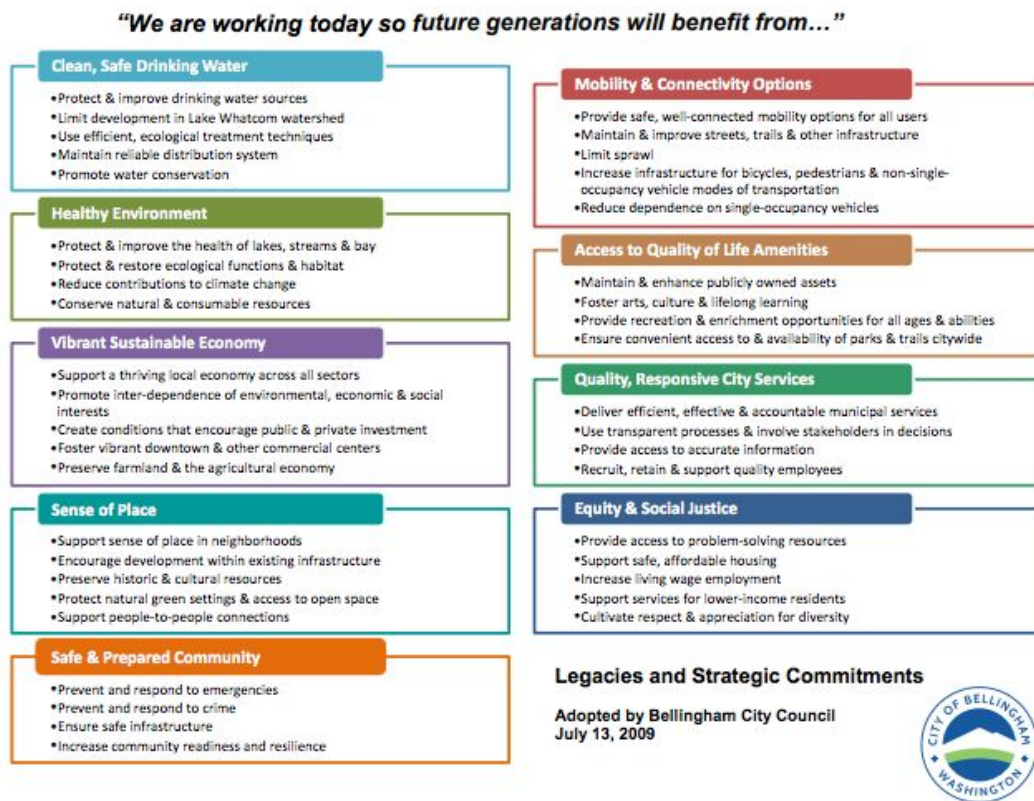 “We are working today so future generations will benefit from…”
Clean, Safe Drinking Water
•Protect & improve drinking water sources
•Limit development in Lake Whatcom watershed
•Use efficient, ecological treatment techniques
•Maintain reliable distribution system
•Promote water conservation
Healthy Environment
•Protect & improve the health of lakes, streams & bay
•Protect & restore ecological functions & habitat
•Reduce contributions to climate change
•Conserve natural & consumable resources
Vibrant Sustainable Economy
•Support a thriving local economy across all sectors
•Promote inter-dependence of environmental, economic & social
interests
•Create conditions that encourage public & private investment
•Foster vibrant downtown & other commercial centers
•Preserve farmland & the agricultural economy
Sense of Place
•Support sense of place in neighborhoods
•Encourage development within existing infrastructure
•Preserve historic & cultural resources
•Protect natural green settings & access to open space
•Support people-to-people connections
Safe & Prepared Community
•Prevent and respond to emergencies
•Prevent and respond to crime
•Ensure safe infrastructure
•Increase community readiness and resilience
Mobility & Connectivity Options
•Provide safe, well-connected mobility options for all users
•Maintain & improve streets, trails & other infrastructure
•Limit sprawl
•Increase infrastructure for bicycles, pedestrians & non-single-
occupancy vehicle modes of transportation
•Reduce dependence on single-occupancy vehicles
Access to Quality of Life Amenities
•Maintain & enhance publicly owned assets
•Foster arts, culture & lifelong learning
•Provide recreation & enrichment opportunities for all ages & abilities
•Ensure convenient access to & availability of parks & trails citywide
Quality, Responsive City Services
•Deliver efficient, effective & accountable municipal services
•Use transparent processes & involve stakeholders in decisions
•Provide access to accurate information
•Recruit, retain & support quality employees
Equity & Social Justice
•Provide access to problem-solving resources
•Support safe, affordable housing
•Increase living wage employment
•Support services for lower-income residents
•Cultivate respect & appreciation for diversity
Legacies and Strategic Commitments
Adopted by Bellingham City Council
July 13, 2009
CITY OF BELLINGHAM
WASHINGTON